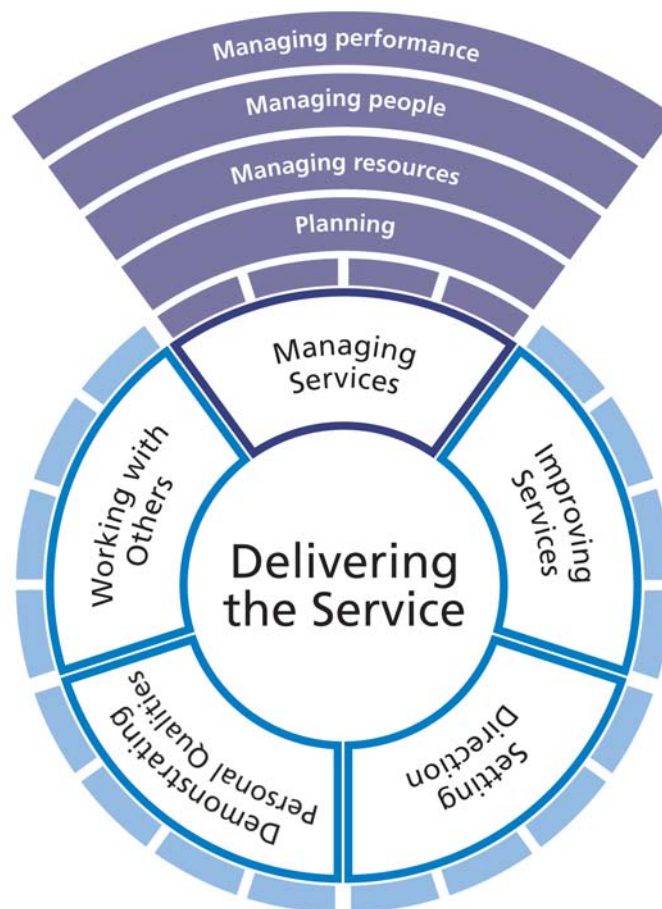 Managing performance
Managing people
Managing resources
Planning
Managing
Services
Working with
Others
Improving
Services
Delivering
the Service
Demonstrating
Personal Qualities
Setting
Direction